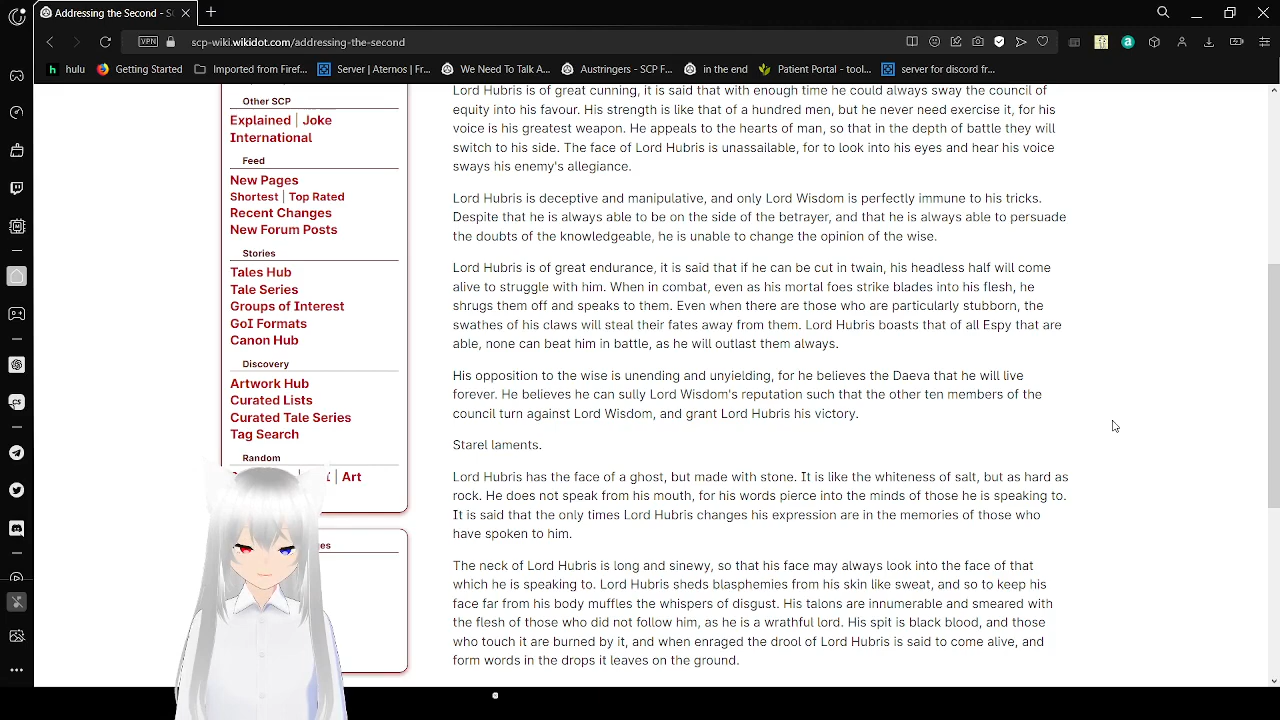 Addressing the Second - S
VPN
scp-wiki.wikidot.com/addressing-the-second
hulu
Getting Started
Imported from Firef...
Server | Aternos | Fr...
We Need To Talk A...
Austringers - SCP F...
in the end
Patient Portal - tool...
server for discord fr...
Other SCP
Explained | Joke
International
Feed
New Pages
Shortest | Top Rated
Recent Changes
New Forum Posts
Stories
Tales Hub
Tale Series
Groups of Interest
GoI Formats
Canon Hub
Discovery
Artwork Hub
Curated Lists
Curated Tale Series
Tag Search
Random
| Art
Lord Hubris is of great cunning, it is said that with enough time he could always sway the council of
equity into his favour. His strength is like that of a hundred men, but he never need exercise it, for his
voice is his greatest weapon. He appeals to the hearts of man, so that in the depth of battle they will
switch to his side. The face of Lord Hubris is unassailable, for to look into his eyes and hear his voice
sways his enemy's allegiance.
Lord Hubris is deceptive and manipulative, and only Lord Wisdom is perfectly immune to his tricks.
Despite that he is always able to be on the side of the betrayer, and that he is always able to persuade
the doubts of the knowledgeable, he is unable to change the opinion of the wise.
Lord Hubris is of great endurance, it is said that if he can be cut in twain, his headless half will come
alive to struggle with him. When in combat, even as his mortal foes strike blades into his flesh, he
shrugs them off and speaks to them. Even when there are those who are particularly stubborn, the
swathes of his claws will steal their fates away from them. Lord Hubris boasts that of all Espy that are
able, none can beat him in battle, as he will outlast them always.
His opposition to the wise is unending and unyielding, for he believes the Daeva that he will live
forever. He believes he can sully Lord Wisdom's reputation such that the other ten members of the
council turn against Lord Wisdom, and grant Lord Hubris his victory.
Starel laments.
Lord Hubris has the face of a ghost, but made with stone. It is like the whiteness of salt, but as hard as
rock. He does not speak from his mouth, for his words pierce into the minds of those he is speaking to.
It is said that the only times Lord Hubris changes his expression are in the memories of those who
have spoken to him.
The neck of Lord Hubris is long and sinewy, so that his face may always look into the face of that
which he is speaking to. Lord Hubris sheds blasphemies from his skin like sweat, and so to keep his
face far from his body muffles the whispers of disgust. His talons are innumerable and smeared with
the flesh of those who did not follow him, as he is a wrathful lord. His spit is black blood, and those
who touch it are burned by it, and when enraged the drool of Lord Hubris is said to come alive, and
form words in the drops it leaves on the ground.